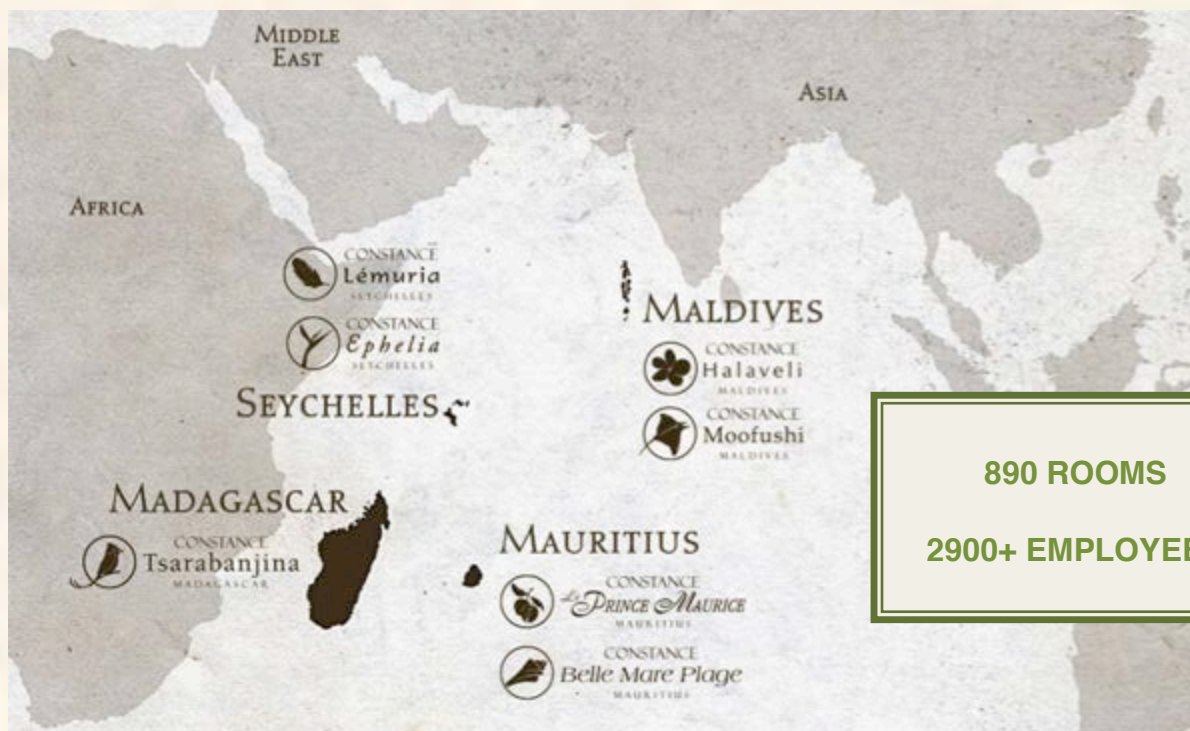 MIDDLE
EAST
ASIA
AFRICA
CONSTANCE
Lémuria
SEYCHELLES
CONSTANCE
Ephelia
SEYCHELLES
SEYCHELLES
MALDIVES
CONSTANCE
Halaveli
MALDIVES
CONSTANCE
Moofushi
MALDIVES
890 ROOMS
2900+ EMPLOYEE
MADAGASCAR
CONSTANCE
Tsarabanjina
MADAGASCAR
MAURITIUS
CONSTANCE
Le PRINCE MAURICE
MAURITIUS
CONSTANCE
Belle Mare Plage
MAURITIUS